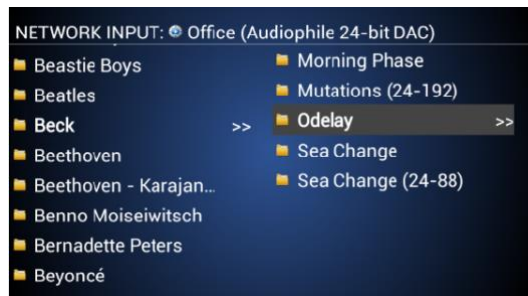 NETWORK INPUT: Office (Audiophile 24-bit DAC)
Beastie Boys
Beatles
Beck >>
Beethoven
Beethoven - Karajan...
Benno Moiseiwitsch
Bernadette Peters
Beyoncé
Morning Phase
Mutations (24-192)
Odelay >>
Sea Change
Sea Change (24-88)